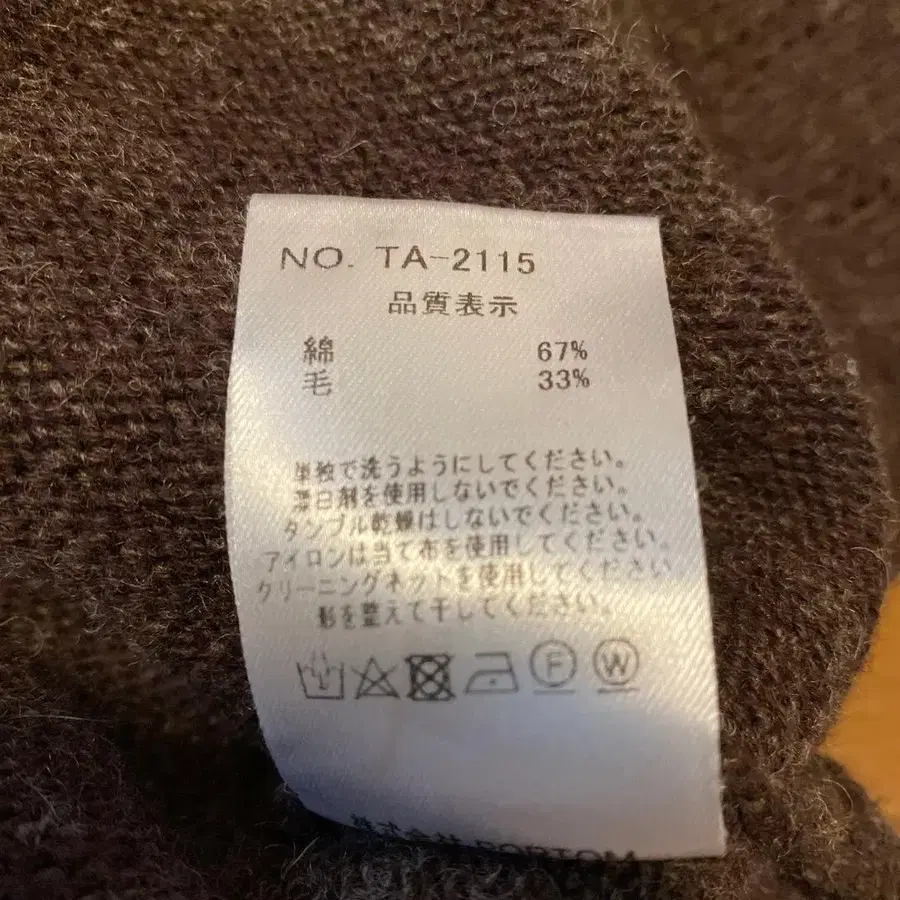 NO. TA-2115
品質表示
綿 67%
毛 33%
単独で洗うようにしてください。
漂白剤を使用しないでください。
タンブル乾燥はしないでください。
アイロンは当て布を使用してください。
クリーニングネットを使用してください。
形を整えて干してください。
F W
株式会社